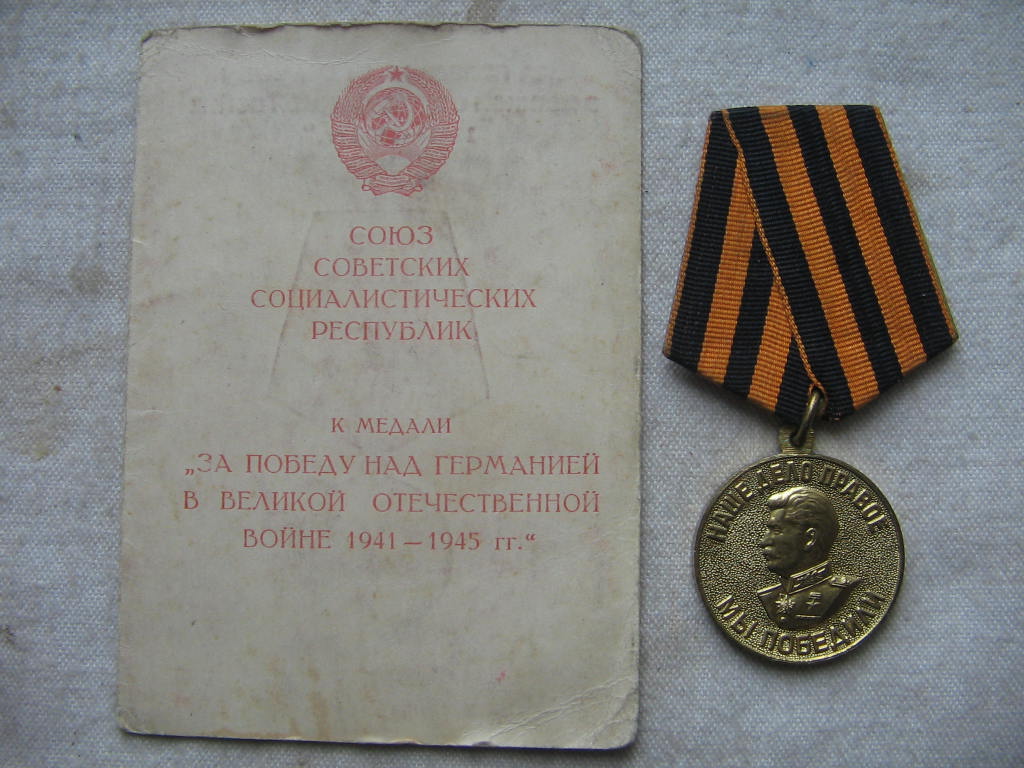 СОЮЗ
СОВЕТСКИХ
СОЦИАЛИСТИЧЕСКИХ
РЕСПУБЛИК
К МЕДАЛИ
„ЗА ПОБЕДУ НАД ГЕРМАНИЕЙ
В ВЕЛИКОЙ ОТЕЧЕСТВЕННОЙ
ВОЙНЕ 1941 — 1945 гг.“
НАШЕ ДЕЛО ПРАВОЕ
МЫ ПОБЕДИЛИ